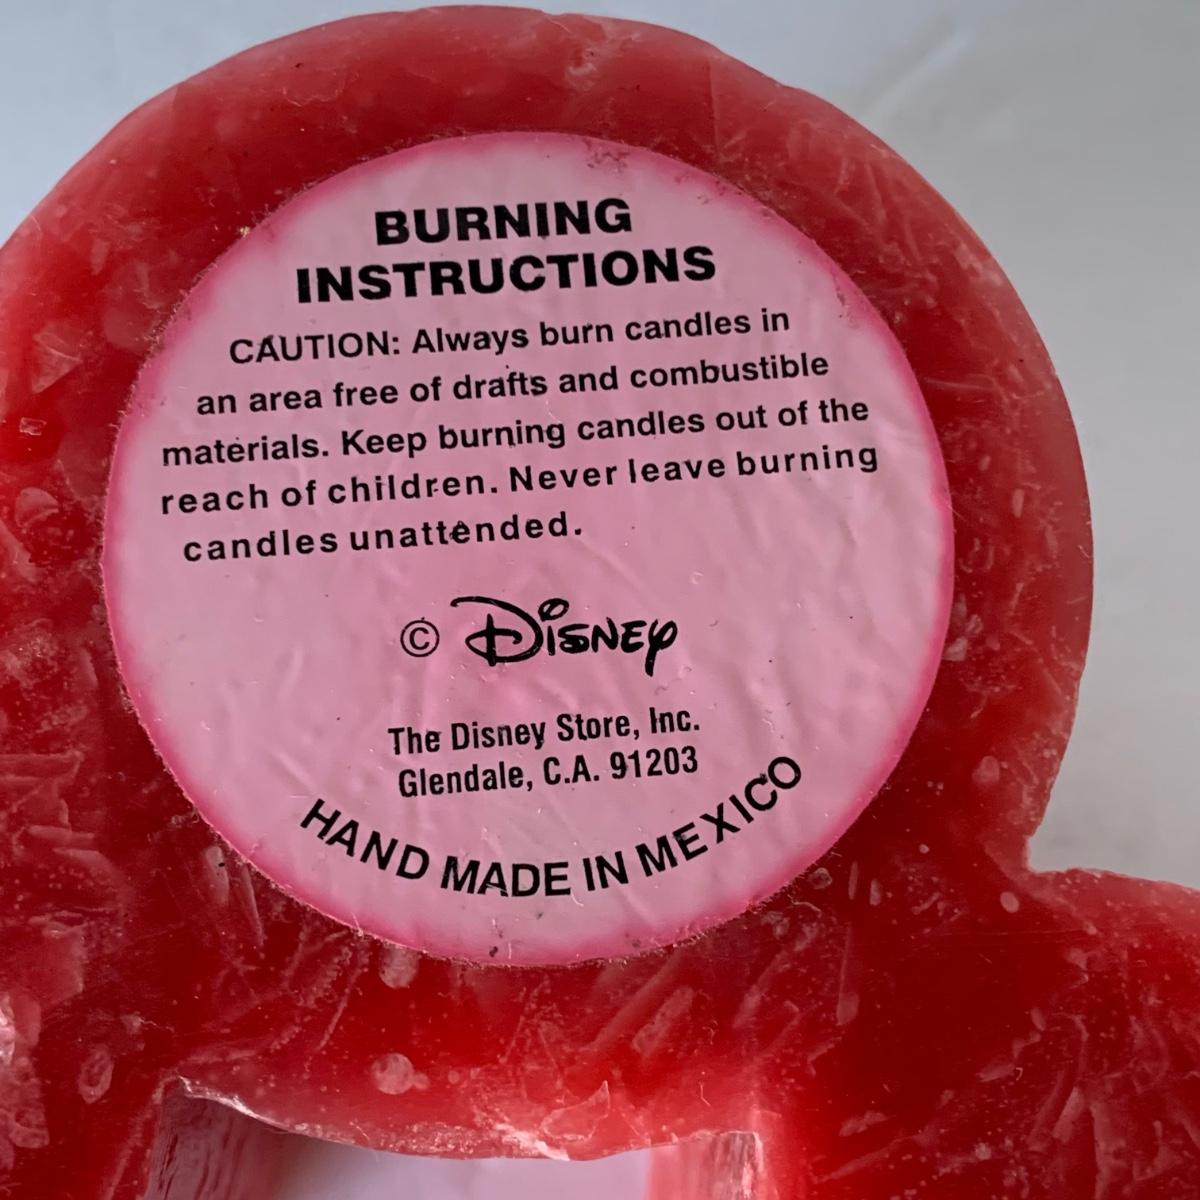 BURNING
INSTRUCTIONS
CAUTION: Always burn candles in
an area free of drafts and combustible
materials. Keep burning candles out of the
reach of children. Never leave burning
candles unattended.
© Disney
The Disney Store, Inc.
Glendale, C.A. 91203
HAND MADE IN MEXICO